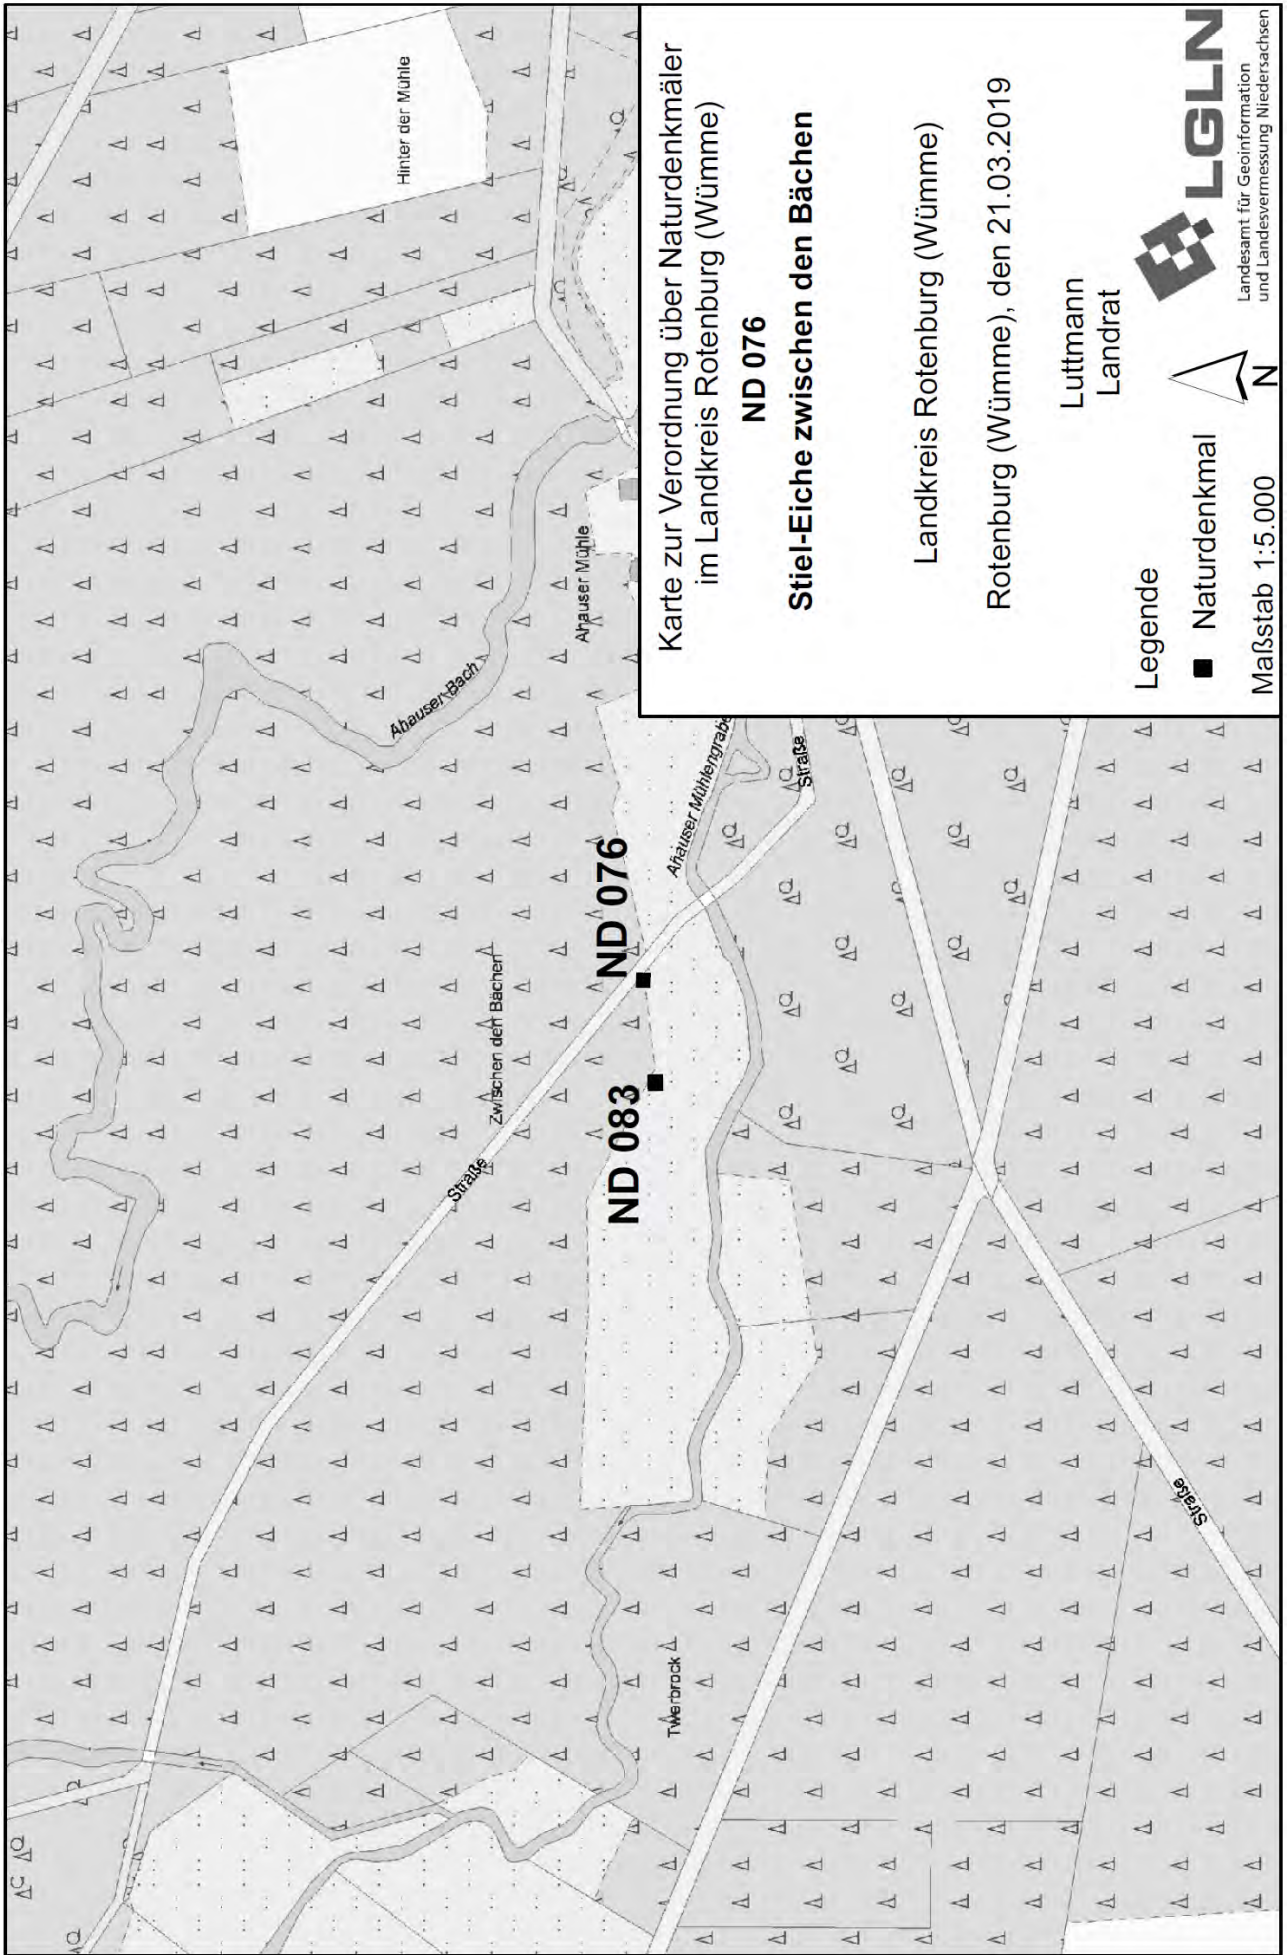 Hinter der Mühle
Ahauser Bach
Ahauser Mühle
Zwischen den Bächen
Straße
ND 076
ND 083
Ahauser Mühlengrabe
Straße
Twerbrock
Straße
Karte zur Verordnung über Naturdenkmäler
im Landkreis Rotenburg (Wümme)
ND 076
Stiel-Eiche zwischen den Bächen
Landkreis Rotenburg (Wümme)
Rotenburg (Wümme), den 21.03.2019
Luttmann
Landrat
Legende
Naturdenkmal
Maßstab 1:5.000
N
LGLN
Landesamt für Geoinformation
und Landesvermessung Niedersachsen